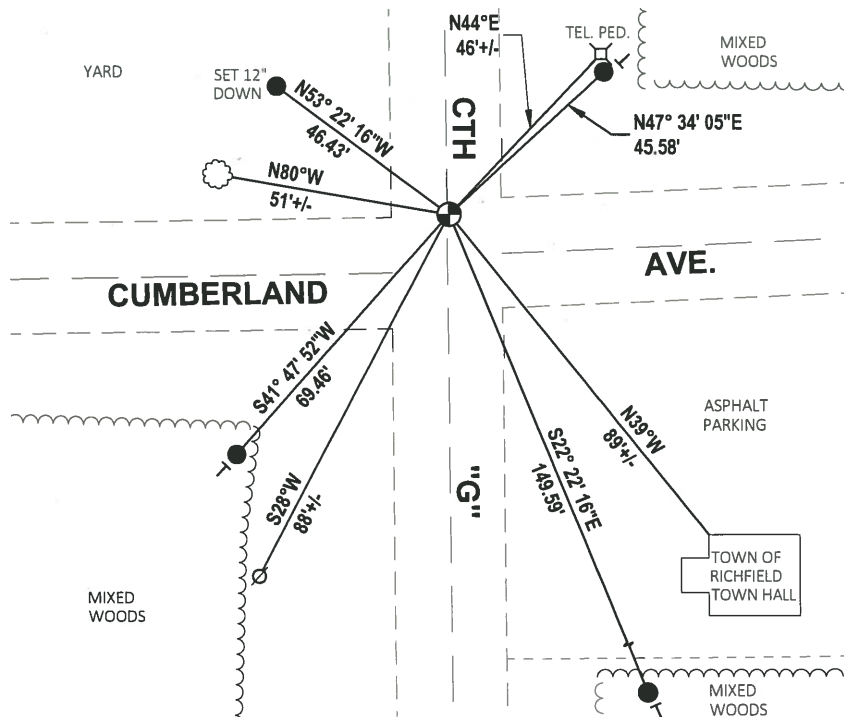 YARD
SET 12"
DOWN
N53° 22' 16"W
46.43'
N80°W
51'+/-
CTH
N44°E
46'+/-
TEL. PED.
MIXED
WOODS
N47° 34' 05"E
45.58'
CUMBERLAND
AVE.
S41° 47' 52"W
69.46'
S28°W
88'+/-
"G"
S22° 22' 16"E
149.59'
N39°W
89'+/-
ASPHALT
PARKING
TOWN OF
RICHFIELD
TOWN HALL
MIXED
WOODS
MIXED
WOODS